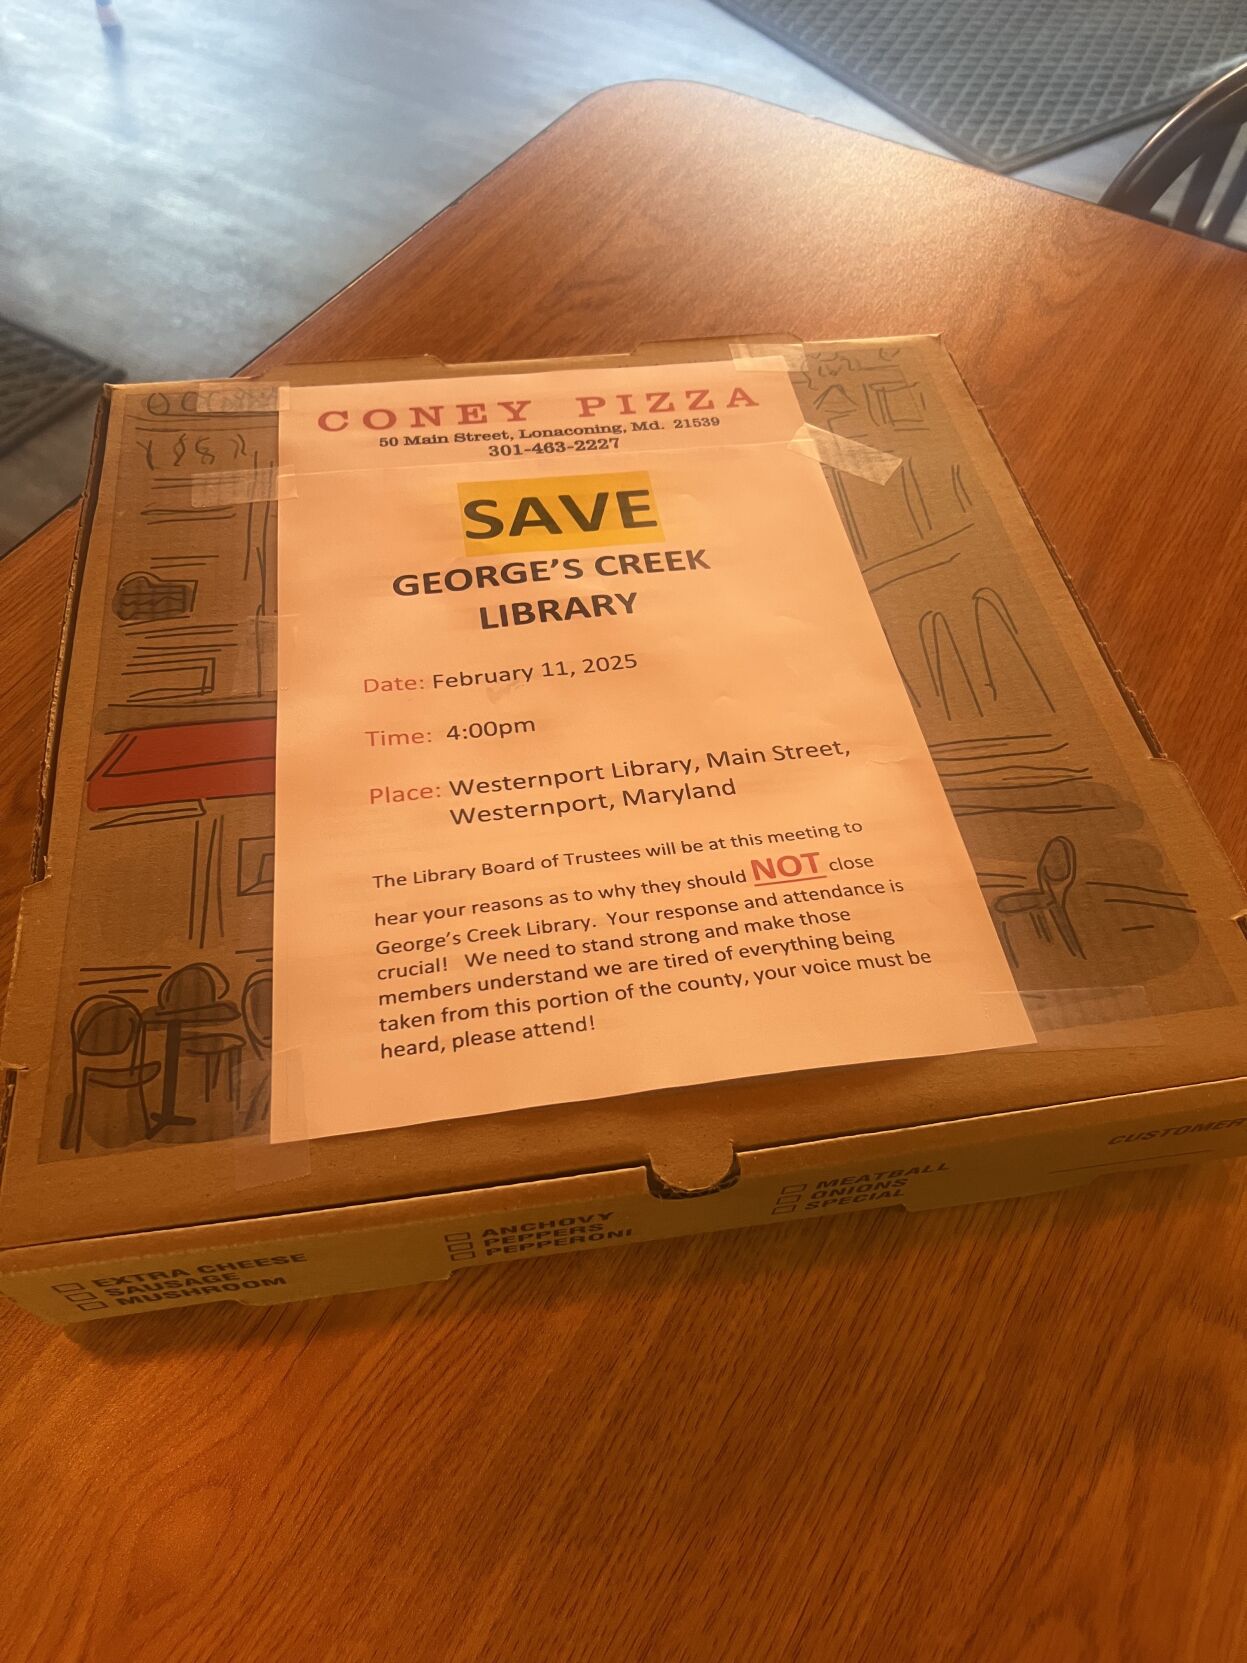 CONEY PIZZA
50 Main Street, Lonaconing, Md. 21539
301-463-2227
SAVE
GEORGE'S CREEK
LIBRARY
Date: February 11, 2025
Time: 4:00pm
Place: Westernport Library, Main Street,
Westernport, Maryland
The Library Board of Trustees will be at this meeting to
hear your reasons as to why they should NOT close
George's Creek Library. Your response and attendance is
crucial! We need to stand strong and make those
members understand we are tired of everything being
taken from this portion of the county, your voice must be
heard, please attend!
EXTRA CHEESE
SAUSAGE
MUSHROOM
ANCHOVY
PEPPERS
PEPPERONI
MEATBALL
ONIONS
SPECIAL
CUSTOMER